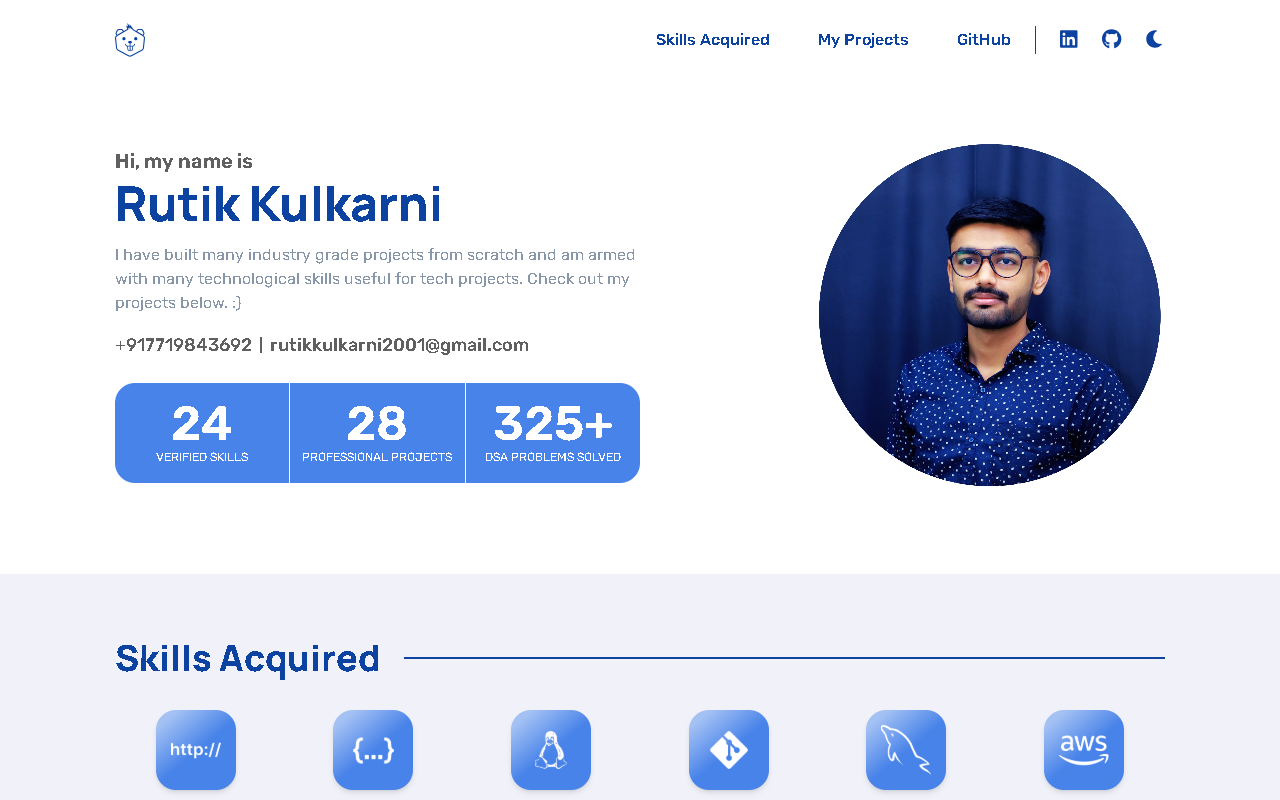 Skills Acquired
My Projects
GitHub
Hi, my name is
Rutik Kulkarni
I have built many industry grade projects from scratch and am armed
with many technological skills useful for tech projects. Check out my
projects below. :}
+917719843692 | rutikkulkarni2001@gmail.com
24
VERIFIED SKILLS
28
PROFESSIONAL PROJECTS
325+
DSA PROBLEMS SOLVED
Skills Acquired
http://
{...}
aws